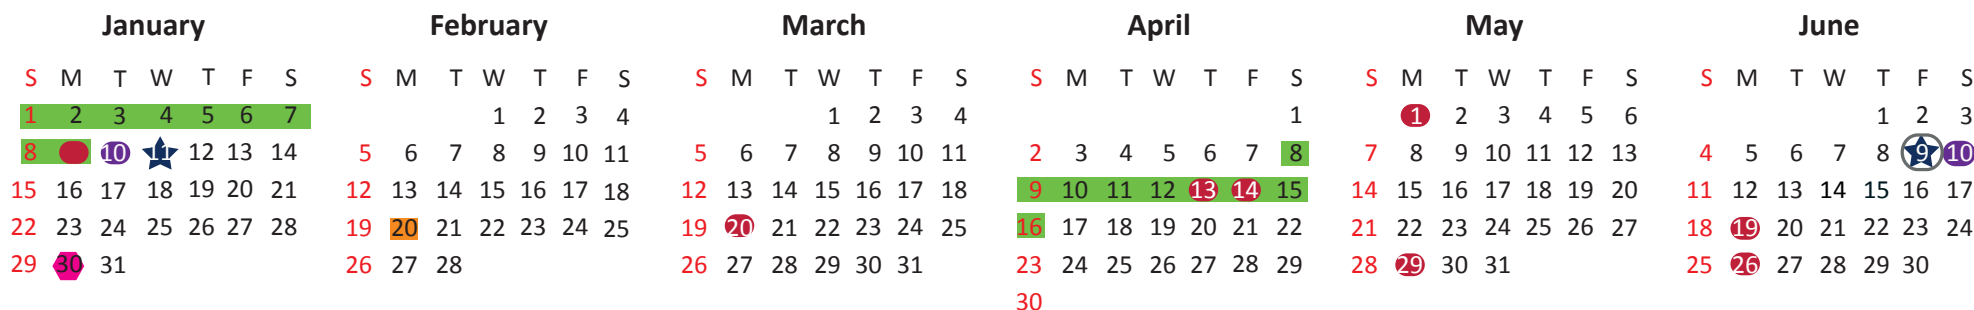 January February March April May June
S M T W T F S S M T W T F S S M T W T F S S M T W T F S S M T W T F S S M T W T F S
1 2 3 4 5 6 7 1 2 3 4 1 2 3 4 1 1 2 3 4 5 6 1 2 3
8 10 11 12 13 14 5 6 7 8 9 10 11 5 6 7 8 9 10 11 2 3 4 5 6 7 8 7 8 9 10 11 12 13 4 5 6 7 8 9 10
15 16 17 18 19 20 21 12 13 14 15 16 17 18 12 13 14 15 16 17 18 9 10 11 12 13 14 15 14 15 16 17 18 19 20 11 12 13 14 15 16 17
22 23 24 25 26 27 28 19 20 21 22 23 24 25 19 20 21 22 23 24 25 16 17 18 19 20 21 22 21 22 23 24 25 26 27 18 19 20 21 22 23 24
29 30 31 26 27 28 26 27 28 29 30 31 23 24 25 26 27 28 29 28 29 30 31 25 26 27 28 29 30
30